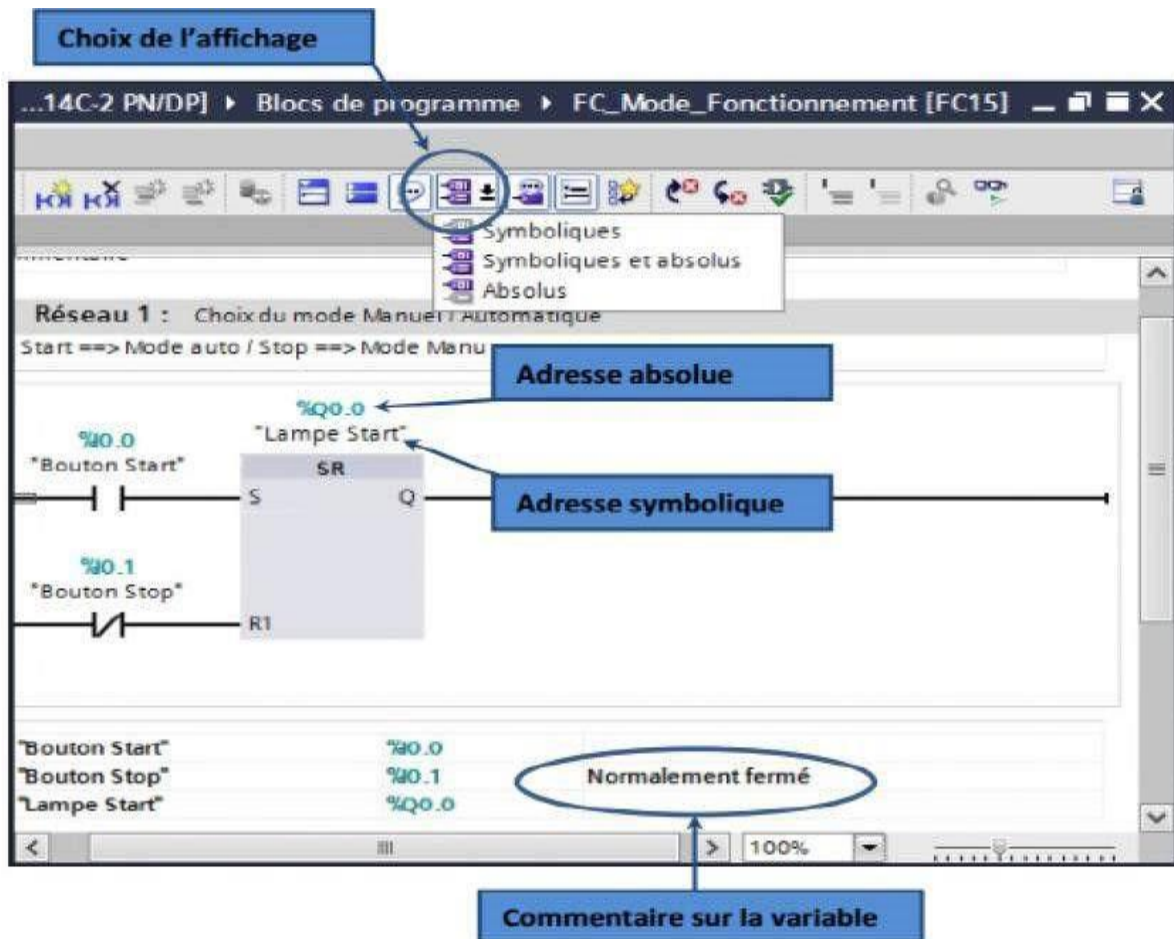 Choix de l'affichage
...14C-2 PN/DP] ▸ Blocs de programme ▸ FC_Mode_Fonctionnement [FC15]
Symboliques
Symboliques et absolus
Absolus
Réseau 1 : Choix du mode Manuel / Automatique
Start ==> Mode auto / Stop ==> Mode Manu
Adresse absolue
%Q0.0
"Lampe Start"
%I0.0
"Bouton Start"
SR
S
Q
Adresse symbolique
%I0.1
"Bouton Stop"
R1
"Bouton Start" %I0.0
"Bouton Stop" %I0.1 Normalement fermé
"Lampe Start" %Q0.0
100%
Commentaire sur la variable